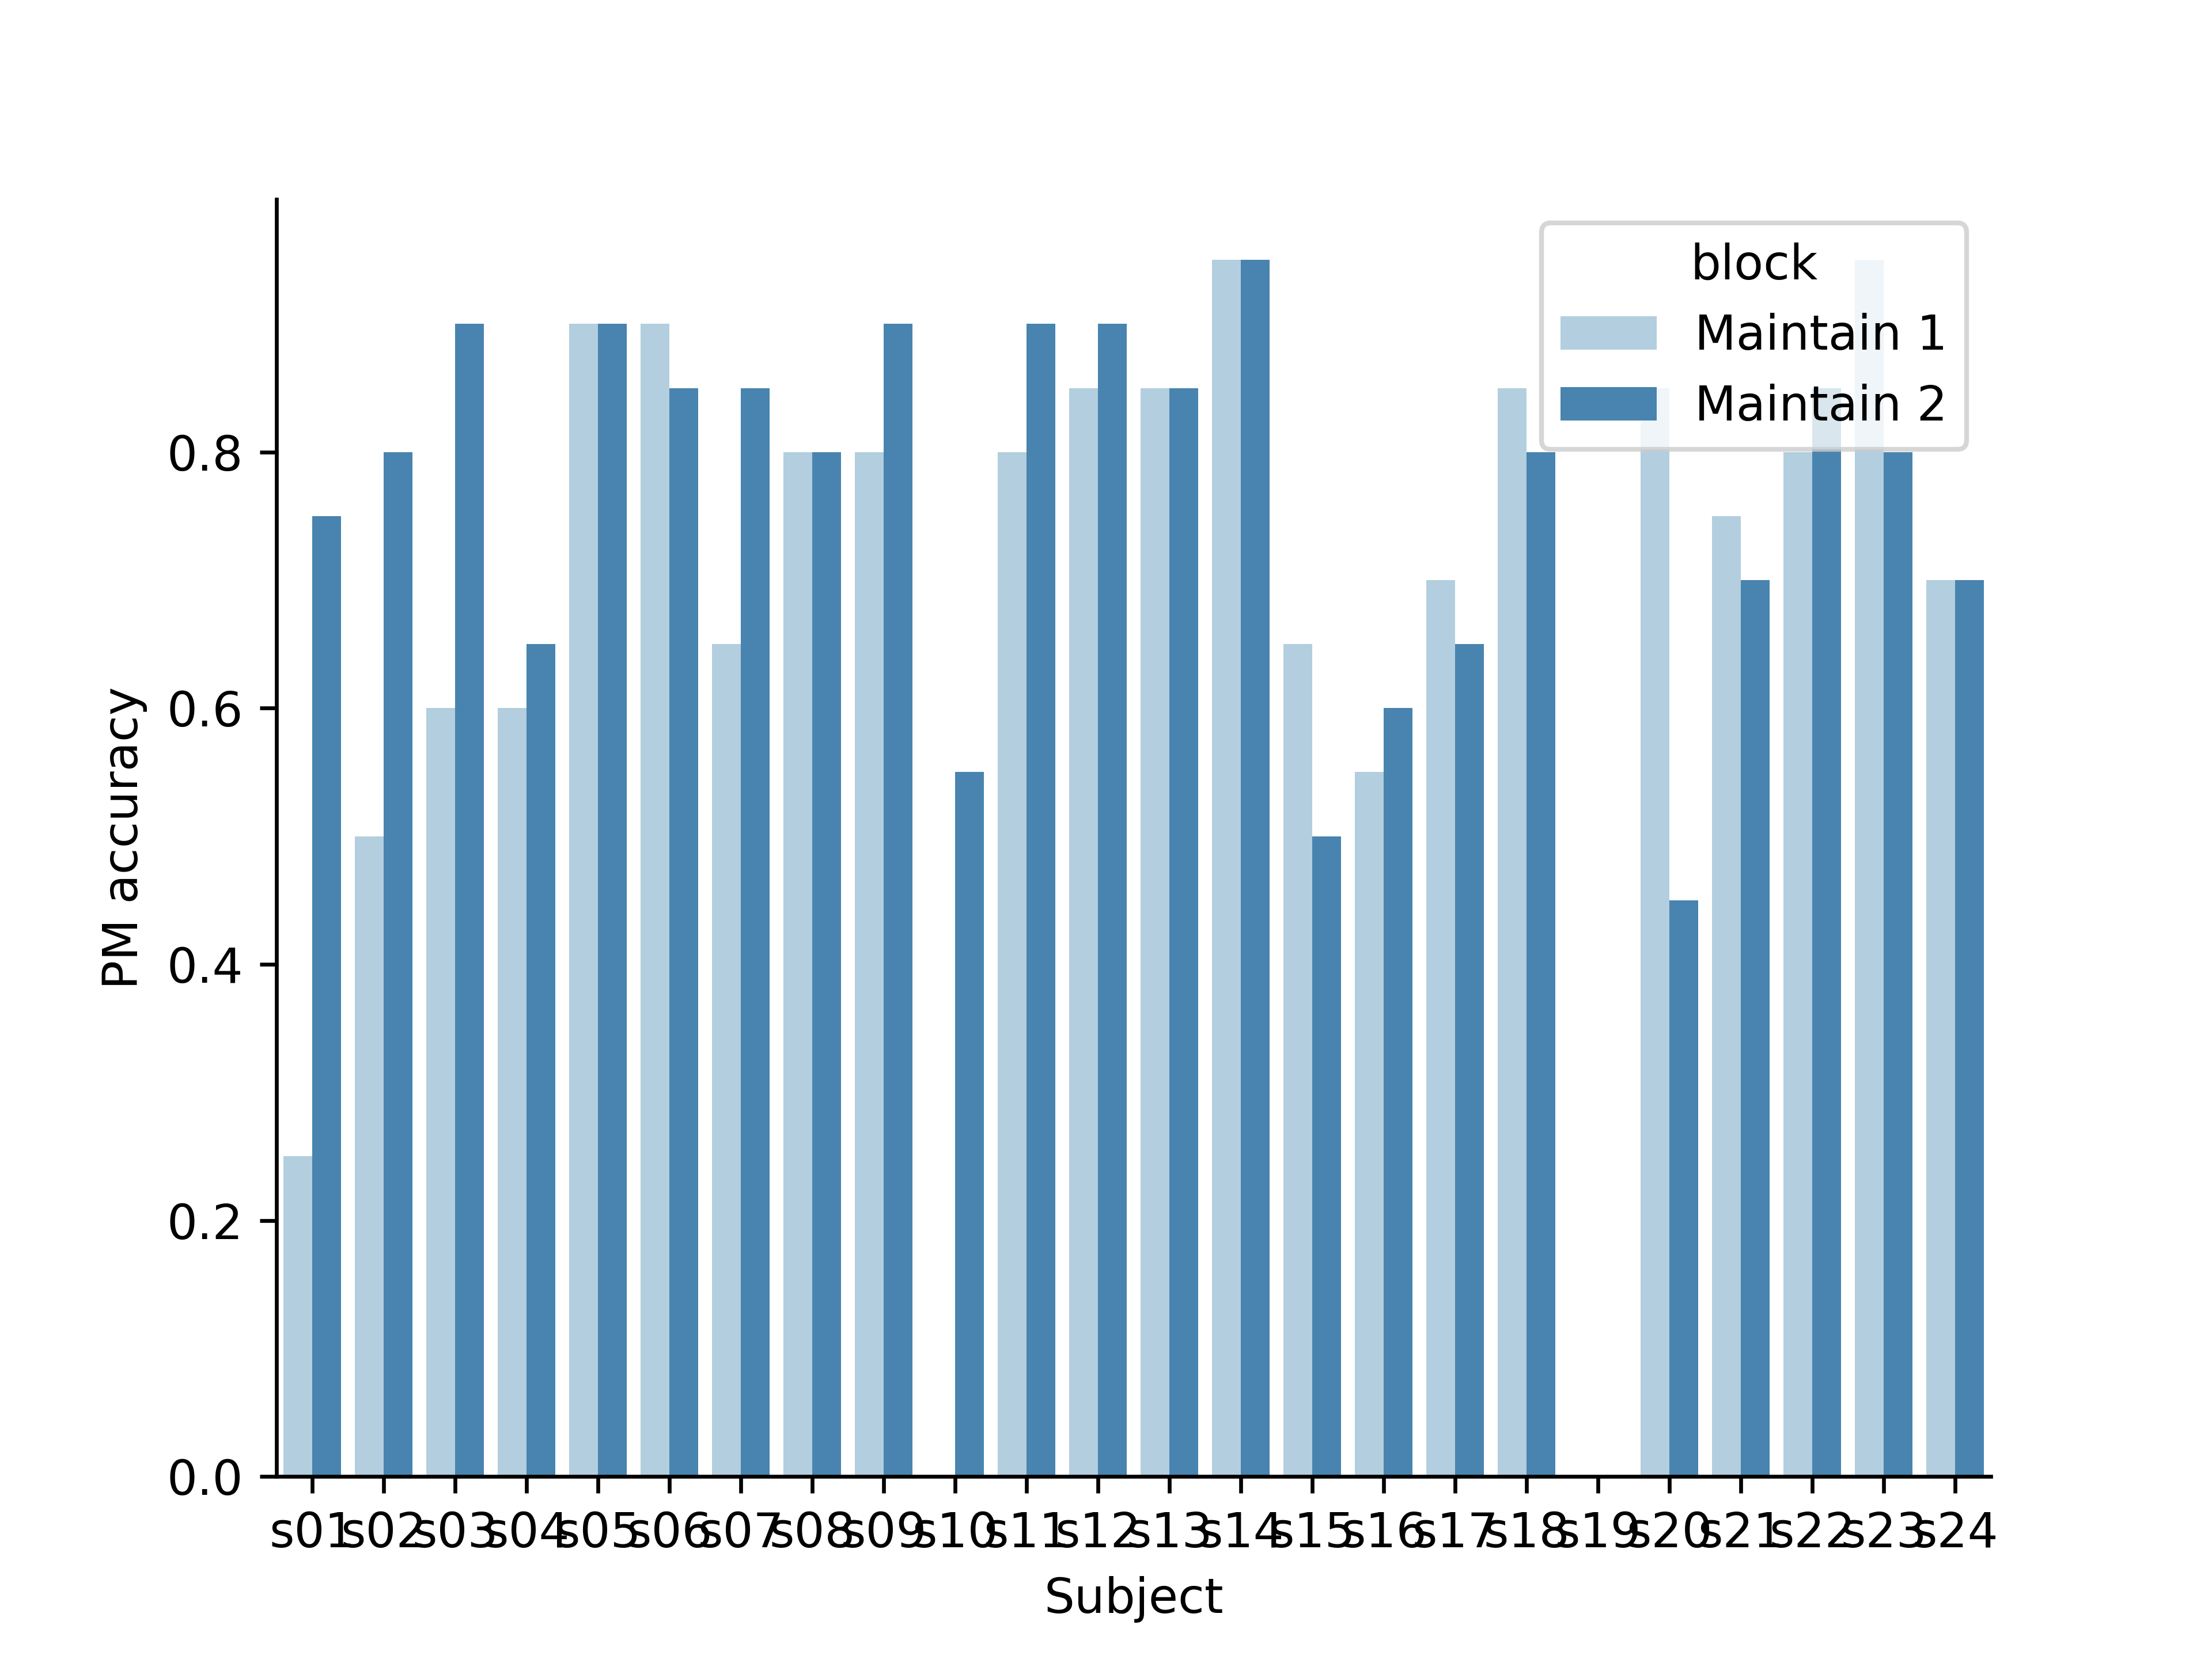 block
Maintain 1
Maintain 2
PM accuracy
0.8
0.6
0.4
0.2
0.0
s01 s02 s03 s04 s05 s06 s07 s08 s09 s10 s11 s12 s13 s14 s15 s16 s17 s18 s19 s20 s21 s22 s23 s24
Subject